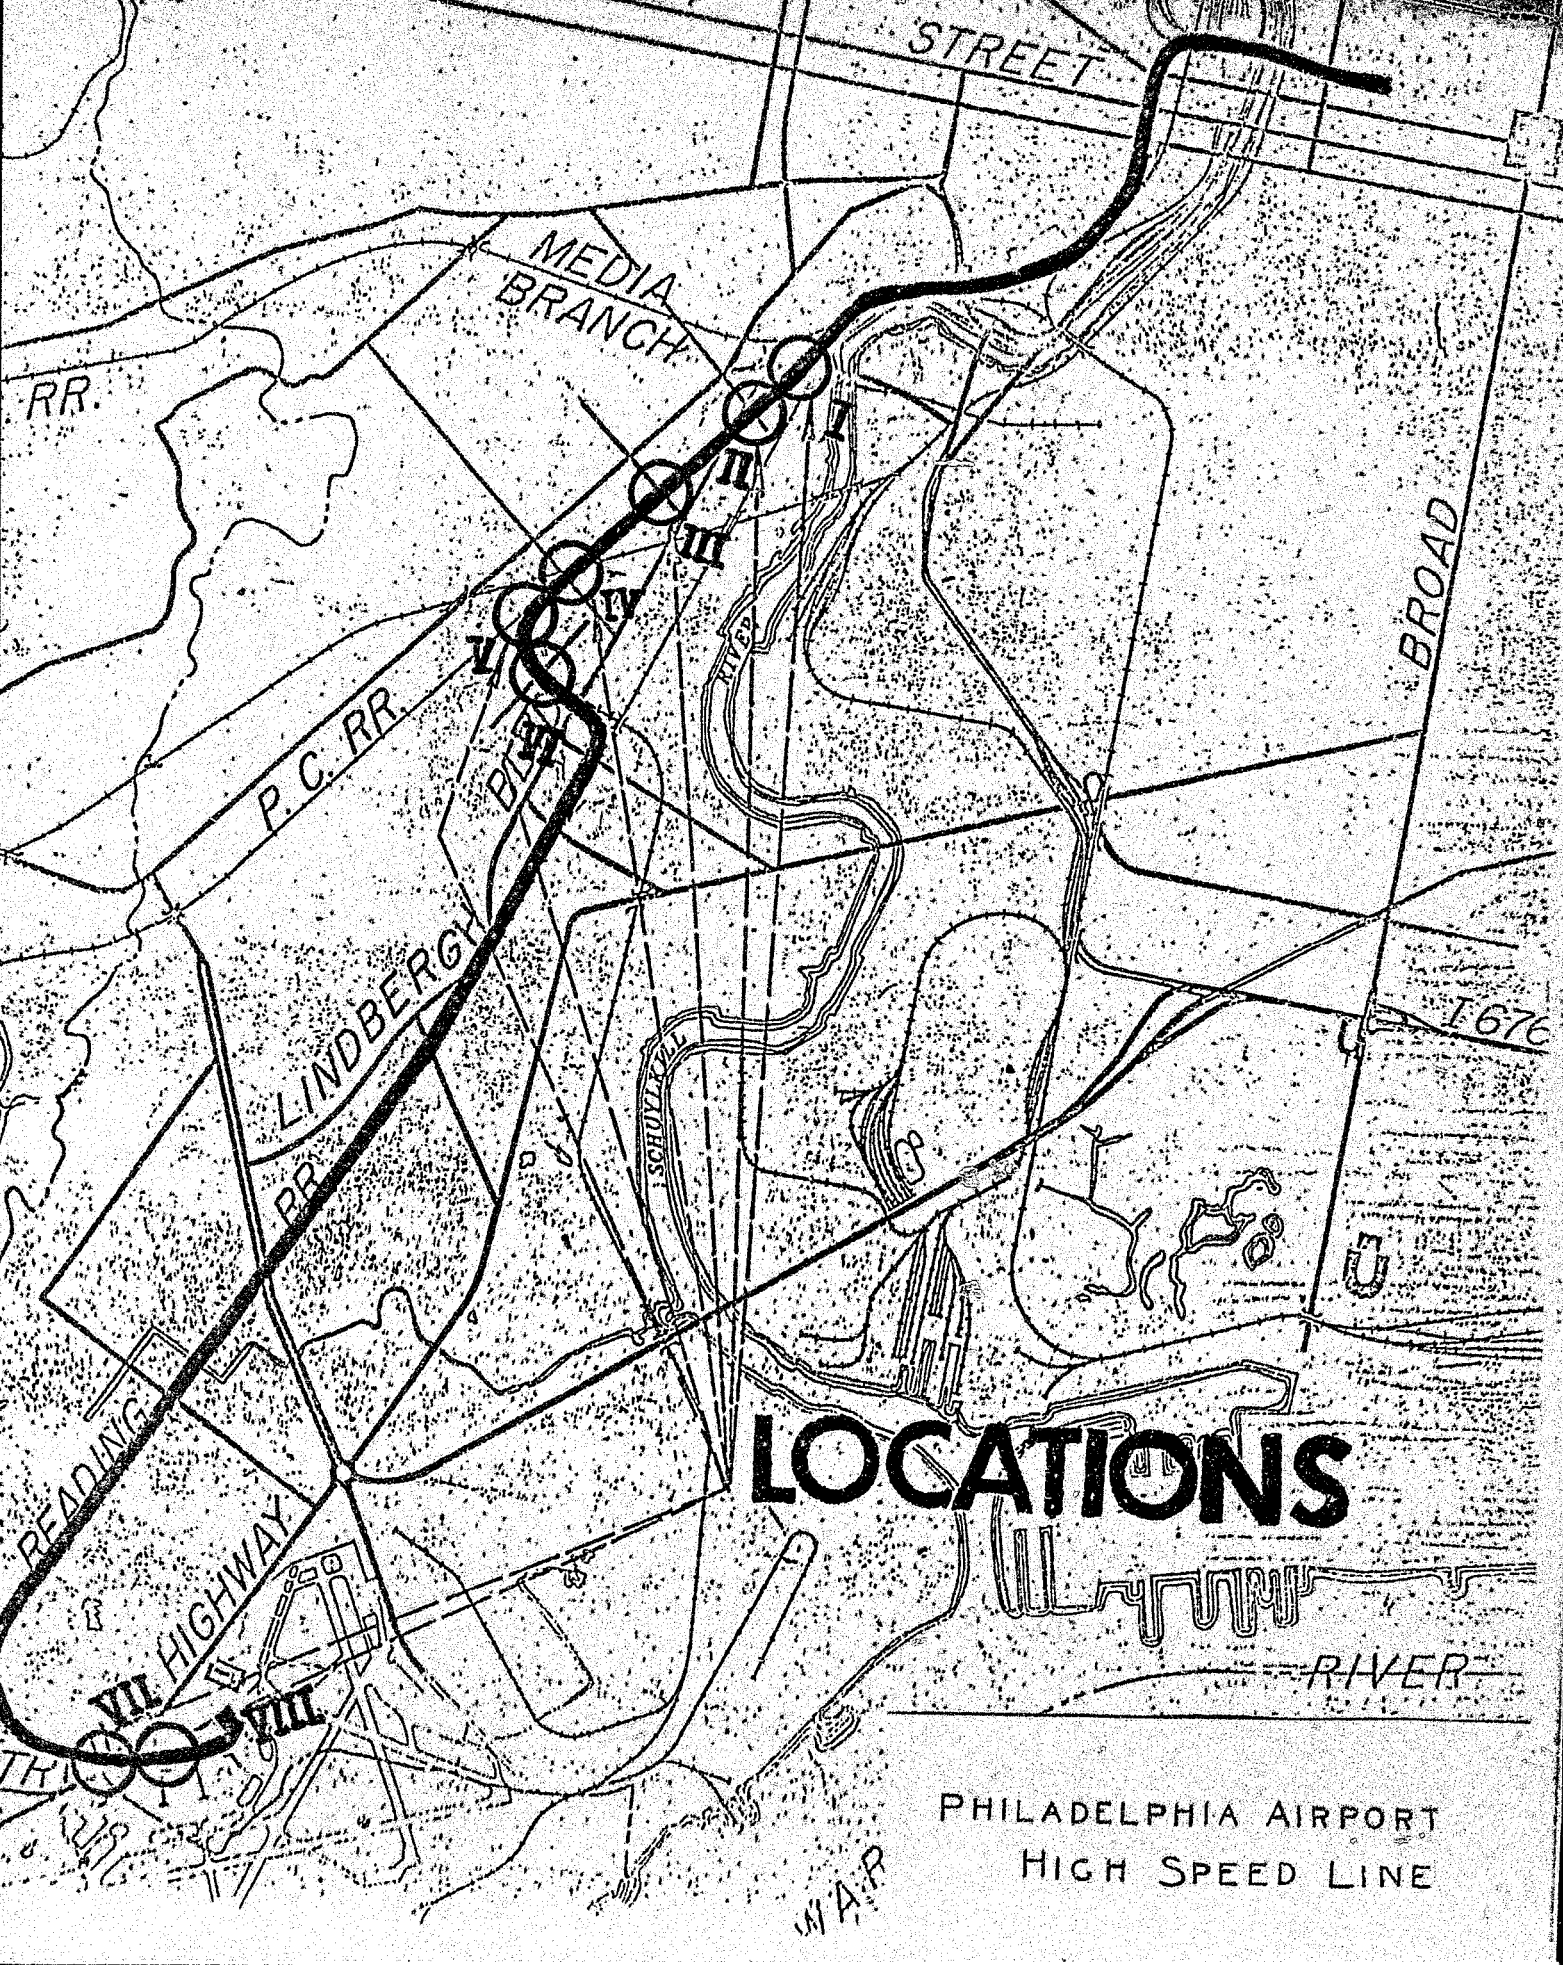 STREET
MEDIA
BRANCH
RR.
I
II
III
IV
V
VI
BROAD
RIVER
P. C. RR.
LINDBERGH
I 676
SCHUYLKILL
RR
READING
LOCATIONS
HIGHWAY
VII
VIII
RIVER
PHILADELPHIA AIRPORT
HIGH SPEED LINE